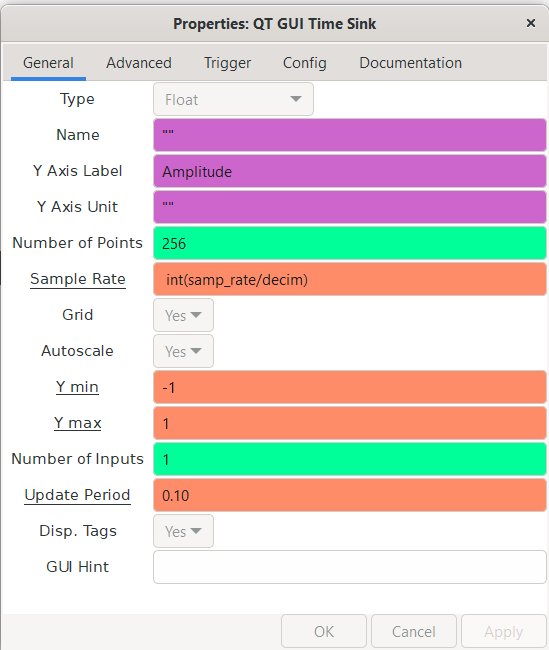 Properties: QT GUI Time Sink ×
General Advanced Trigger Config Documentation
Type Float
Name ""
Y Axis Label Amplitude
Y Axis Unit ""
Number of Points 256
Sample Rate int(samp_rate/decim)
Grid Yes
Autoscale Yes
Y min -1
Y max 1
Number of Inputs 1
Update Period 0.10
Disp. Tags Yes
GUI Hint
OK Cancel Apply